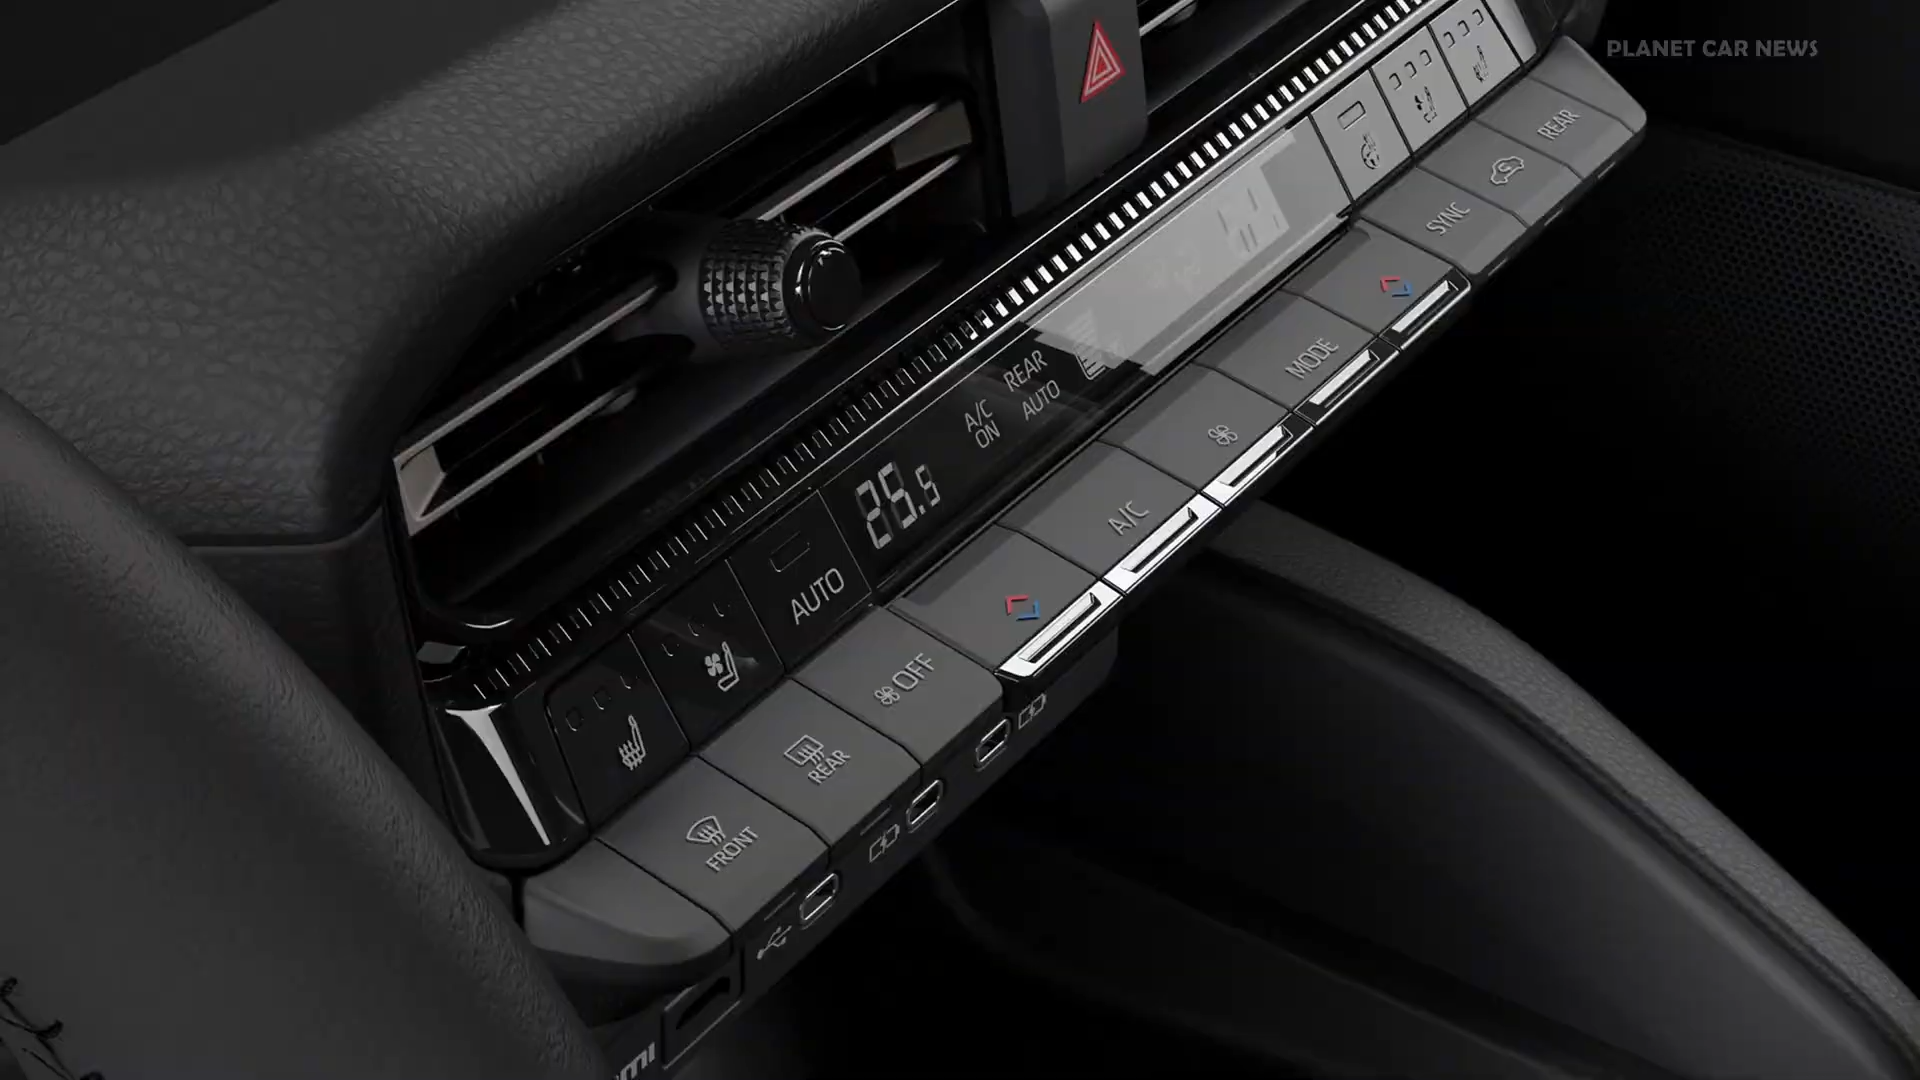 PLANET CAR NEWS
REAR
SYNC
MODE
A/C
REAR
AUTO
A/C
ON
25.5
AUTO
OFF
REAR
FRONT